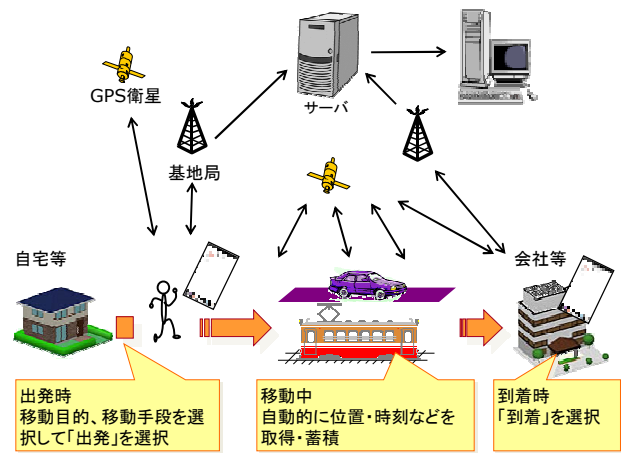 GPS衛星
サーバ
基地局
自宅等
会社等
出発時
移動目的、移動手段を選
択して「出発」を選択
移動中
自動的に位置・時刻などを
取得・蓄積
到着時
「到着」を選択